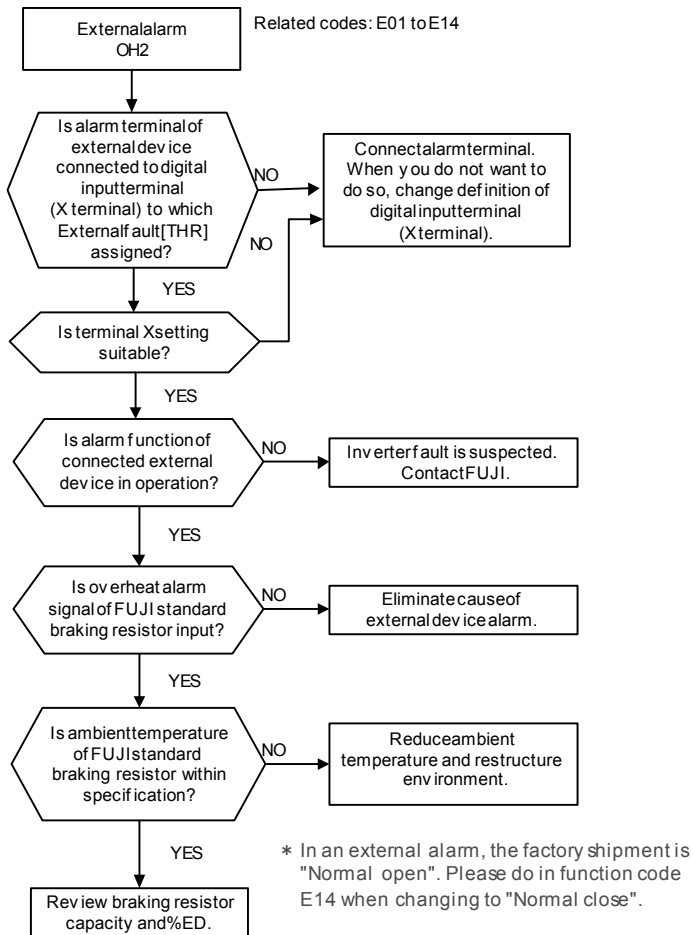 External alarm
OH2
Related codes: E01 to E14
Is alarm terminal of
external device
connected to digital
input terminal
(X terminal) to which
External fault [THR]
assigned?
NO
Connect alarm terminal.
When you do not want to
do so, change definition of
digital input terminal
(X terminal).
NO
YES
Is terminal X setting
suitable?
YES
Is alarm function of
connected external
device in operation?
NO
Inverter fault is suspected.
Contact FUJI.
YES
Is overheat alarm
signal of FUJI standard
braking resistor input?
NO
Eliminate cause of
external device alarm.
YES
Is ambient temperature
of FUJI standard
braking resistor within
specification?
NO
Reduce ambient
temperature and restructure
environment.
YES
Review braking resistor
capacity and %ED.
* In an external alarm, the factory shipment is
"Normal open". Please do in function code
E14 when changing to "Normal close".